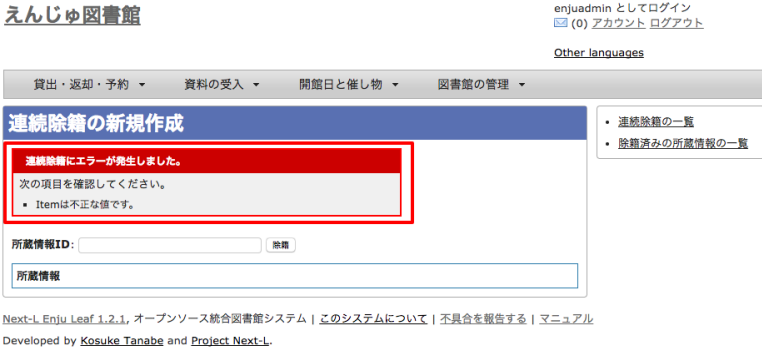 えんじゅ図書館
enjuadmin としてログイン
(0) アカウント ログアウト
Other languages
貸出・返却・予約 ▼ 資料の受入 ▼ 開館日と催し物 ▼ 図書館の管理 ▼
連続除籍の新規作成
連続除籍にエラーが発生しました。
次の項目を確認してください。
Itemは不正な値です。
所蔵情報ID: 除籍
所蔵情報
連続除籍の一覧
除籍済みの所蔵情報の一覧
Next-L Enju Leaf 1.2.1, オープンソース統合図書館システム | このシステムについて | 不具合を報告する | マニュアル
Developed by Kosuke Tanabe and Project Next-L.